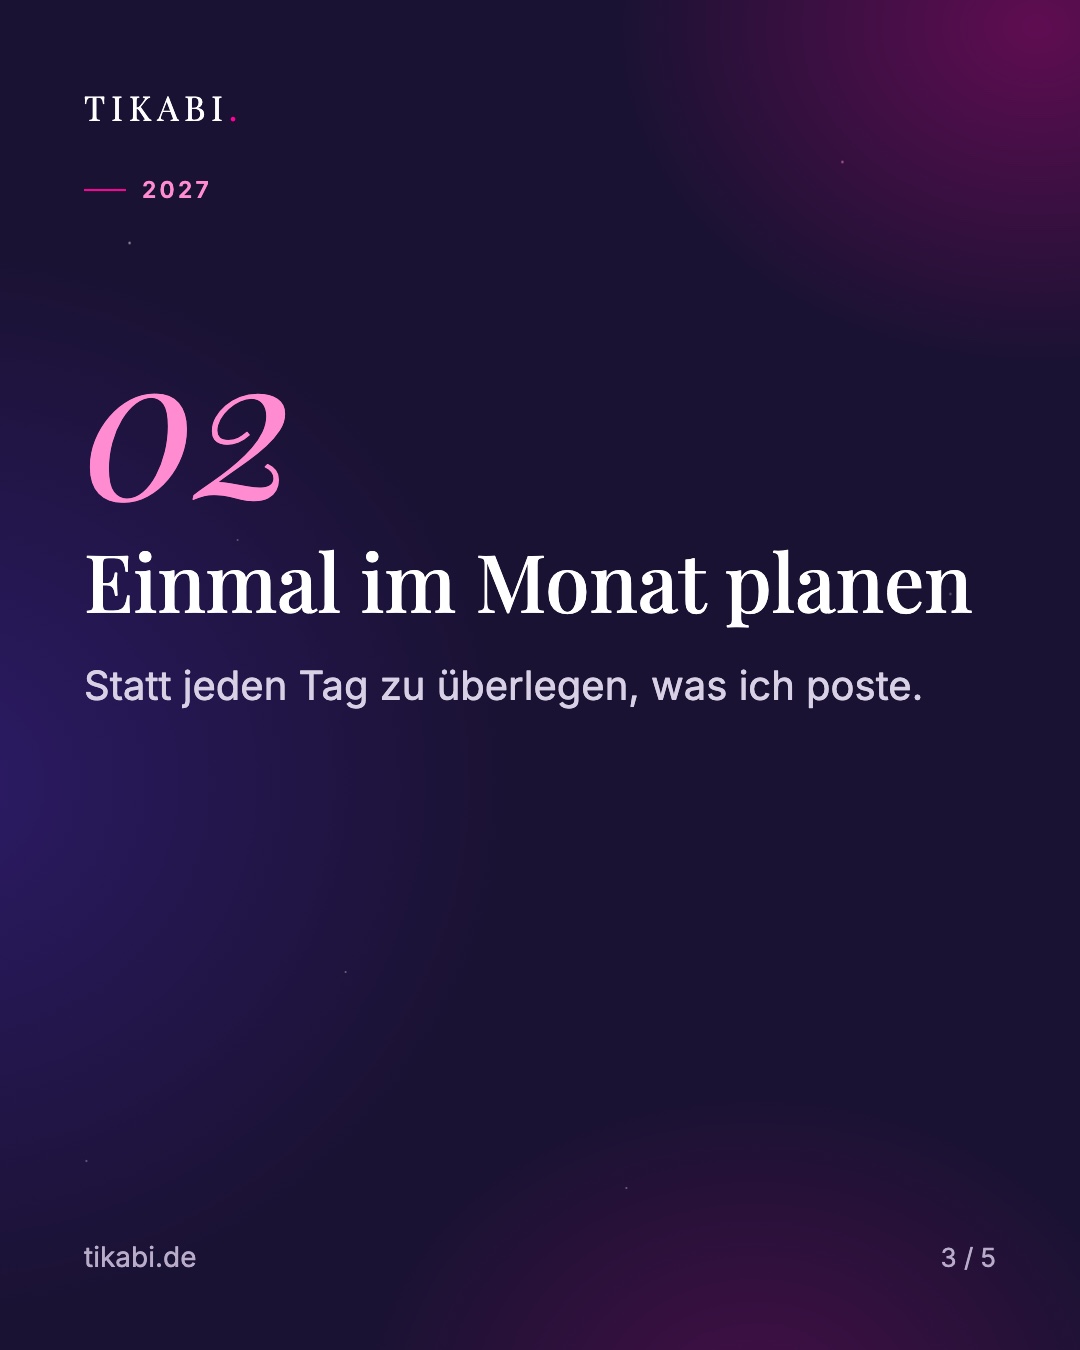 TIKABI.
2027
02
Einmal im Monat planen
Statt jeden Tag zu überlegen, was ich poste.
tikabi.de
3 / 5